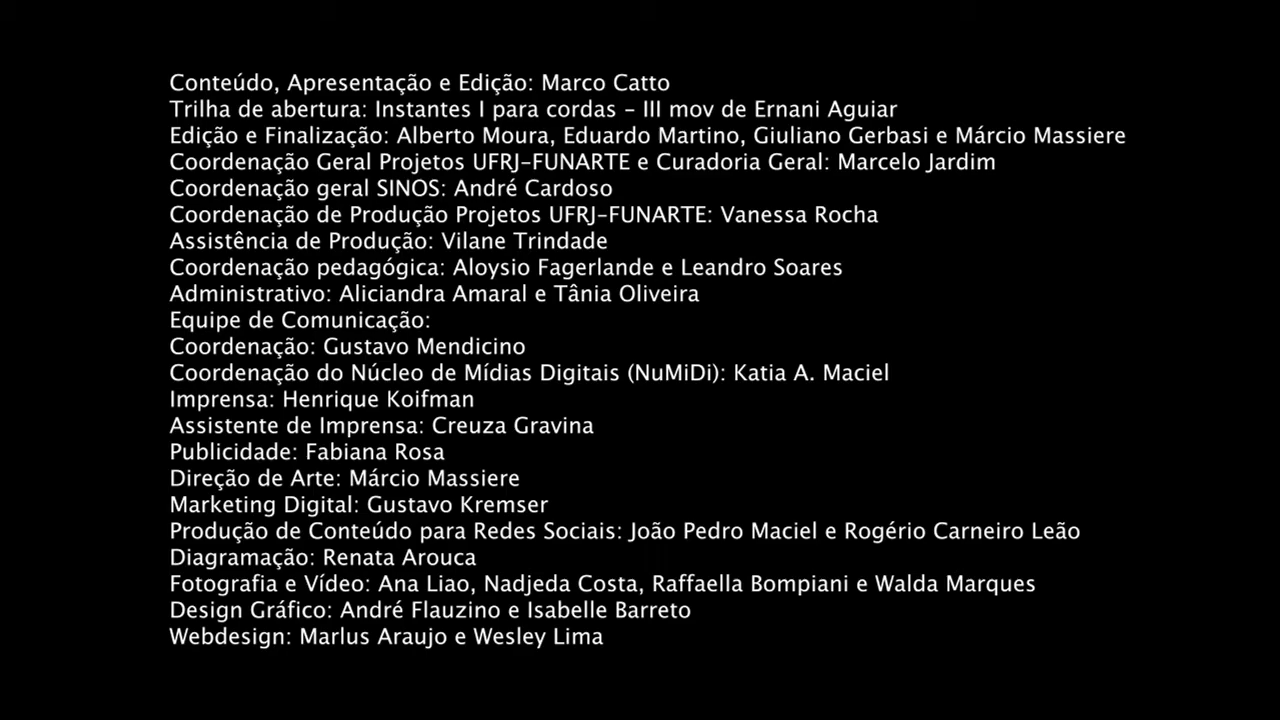 Conteúdo, Apresentação e Edição: Marco Catto
Trilha de abertura: Instantes I para cordas – III mov de Ernani Aguiar
Edição e Finalização: Alberto Moura, Eduardo Martino, Giuliano Gerbasi e Márcio Massiere
Coordenação Geral Projetos UFRJ-FUNARTE e Curadoria Geral: Marcelo Jardim
Coordenação geral SINOS: André Cardoso
Coordenação de Produção Projetos UFRJ-FUNARTE: Vanessa Rocha
Assistência de Produção: Vilane Trindade
Coordenação pedagógica: Aloysio Fagerlande e Leandro Soares
Administrativo: Aliciandra Amaral e Tânia Oliveira
Equipe de Comunicação:
Coordenação: Gustavo Mendicino
Coordenação do Núcleo de Mídias Digitais (NuMiDi): Katia A. Maciel
Imprensa: Henrique Koifman
Assistente de Imprensa: Creuza Gravina
Publicidade: Fabiana Rosa
Direção de Arte: Márcio Massiere
Marketing Digital: Gustavo Kremser
Produção de Conteúdo para Redes Sociais: João Pedro Maciel e Rogério Carneiro Leão
Diagramação: Renata Arouca
Fotografia e Vídeo: Ana Liao, Nadjeda Costa, Raffaella Bompiani e Walda Marques
Design Gráfico: André Flauzino e Isabelle Barreto
Webdesign: Marlus Araujo e Wesley Lima